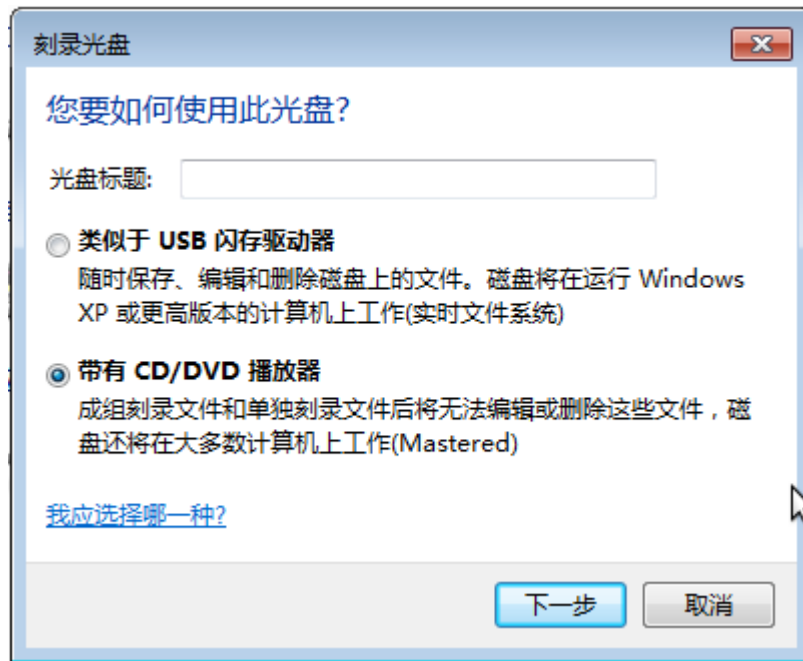 刻录光盘
您要如何使用此光盘?
光盘标题:
类似于 USB 闪存驱动器
随时保存、编辑和删除磁盘上的文件。磁盘将在运行 Windows
XP 或更高版本的计算机上工作(实时文件系统)
带有 CD/DVD 播放器
成组刻录文件和单独刻录文件后将无法编辑或删除这些文件，磁
盘还将在大多数计算机上工作(Mastered)
我应选择哪一种?
下一步
取消